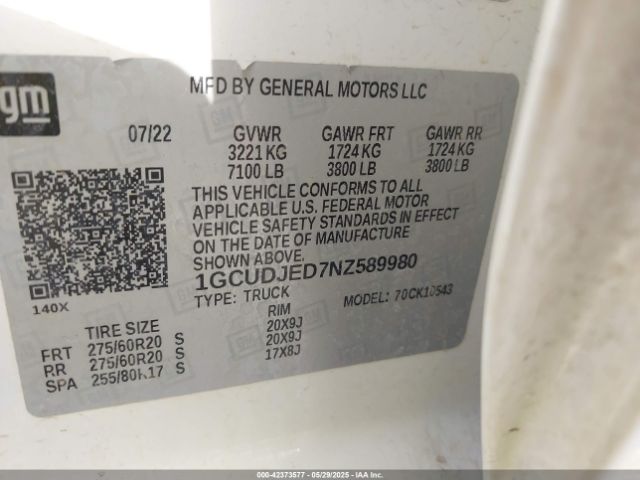 gm
MFD BY GENERAL MOTORS LLC
07/22 GVWR GAWR FRT GAWR RR
3221 KG 1724 KG 1724 KG
7100 LB 3800 LB 3800 LB
THIS VEHICLE CONFORMS TO ALL
APPLICABLE U.S. FEDERAL MOTOR
VEHICLE SAFETY STANDARDS IN EFFECT
ON THE DATE OF MANUFACTURE
SHOWN ABOVE.
1GCUDJED7NZ589980
TYPE: TRUCK MODEL: 70CK10543
140X
TIRE SIZE RIM
FRT 275/60R20 S 20X9J
RR 275/60R20 S 20X9J
SPA 255/80R17 S 17X8J
00-42373577 - 05/29/2025 - IAAI.COM